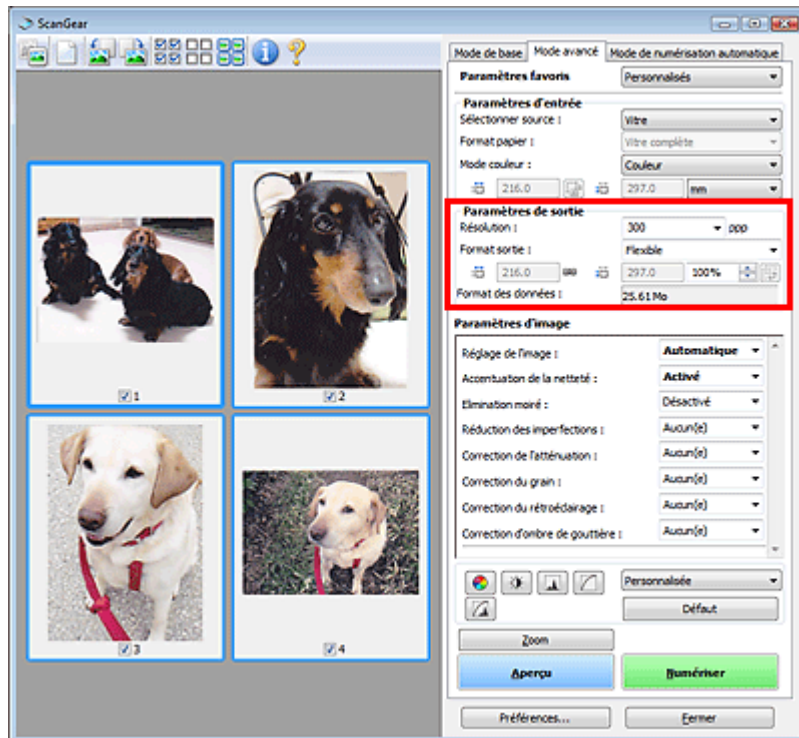 ScanGear
Mode de base Mode avancé Mode de numérisation automatique
Paramètres favoris Personnalisés
Paramètres d'entrée
Sélectionner source : Vitre
Format papier : Vitre complète
Mode couleur : Couleur
216.0 297.0 mm
Paramètres de sortie
Résolution : 300 ppp
Format sortie : Flexible
216.0 297.0 100%
Format des données : 25.61Mo
Paramètres d'image
Réglage de l'image : Automatique
Accentuation de la netteté : Activé
Elimination moiré : Désactivé
Réduction des imperfections : Aucun(e)
Correction de l'atténuation : Aucun(e)
Correction du grain : Aucun(e)
Correction du rétroéclairage : Aucun(e)
Correction d'ombre de gouttière : Aucun(e)
Personnalisée
Défaut
Zoom
Aperçu Numériser
Préférences... Fermer
1
2
3
4